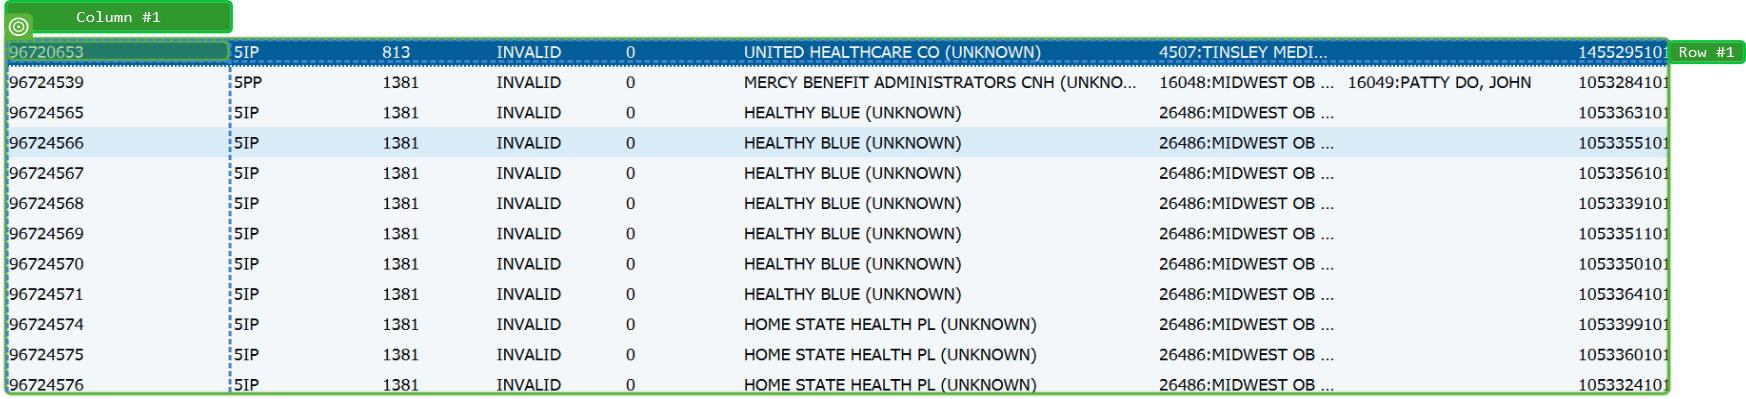 Column #1
96720653 5IP 813 INVALID 0 UNITED HEALTHCARE CO (UNKNOWN) 4507:TINSLEY MEDI... 1455295101 Row #1
96724539 5PP 1381 INVALID 0 MERCY BENEFIT ADMINISTRATORS CNH (UNKNO... 16048:MIDWEST OB ... 16049:PATTY DO, JOHN 1053284101
96724565 5IP 1381 INVALID 0 HEALTHY BLUE (UNKNOWN) 26486:MIDWEST OB ... 1053363101
96724566 5IP 1381 INVALID 0 HEALTHY BLUE (UNKNOWN) 26486:MIDWEST OB ... 1053355101
96724567 5IP 1381 INVALID 0 HEALTHY BLUE (UNKNOWN) 26486:MIDWEST OB ... 1053356101
96724568 5IP 1381 INVALID 0 HEALTHY BLUE (UNKNOWN) 26486:MIDWEST OB ... 1053339101
96724569 5IP 1381 INVALID 0 HEALTHY BLUE (UNKNOWN) 26486:MIDWEST OB ... 1053351101
96724570 5IP 1381 INVALID 0 HEALTHY BLUE (UNKNOWN) 26486:MIDWEST OB ... 1053350101
96724571 5IP 1381 INVALID 0 HEALTHY BLUE (UNKNOWN) 26486:MIDWEST OB ... 1053364101
96724574 5IP 1381 INVALID 0 HOME STATE HEALTH PL (UNKNOWN) 26486:MIDWEST OB ... 1053399101
96724575 5IP 1381 INVALID 0 HOME STATE HEALTH PL (UNKNOWN) 26486:MIDWEST OB ... 1053360101
96724576 5IP 1381 INVALID 0 HOME STATE HEALTH PL (UNKNOWN) 26486:MIDWEST OB ... 1053324101